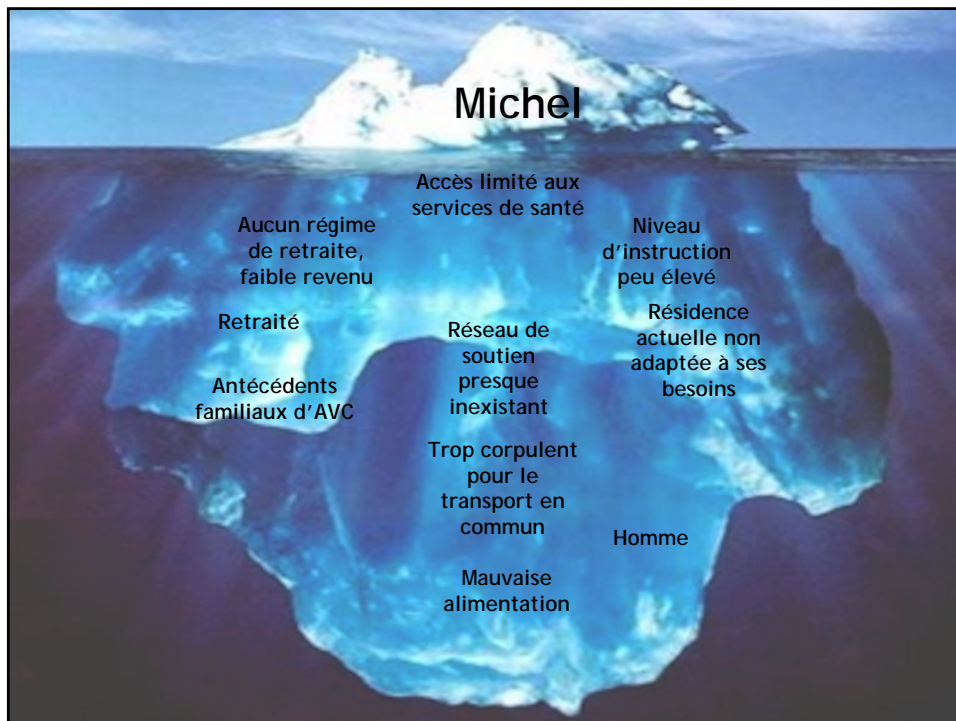 Michel
Accès limité aux
services de santé
Aucun régime
de retraite,
faible revenu
Niveau
d'instruction
peu élevé
Retraité
Réseau de
soutien
presque
inexistant
Résidence
actuelle non
adaptée à ses
besoins
Antécédents
familiaux d'AVC
Trop corpulent
pour le
transport en
commun
Homme
Mauvaise
alimentation